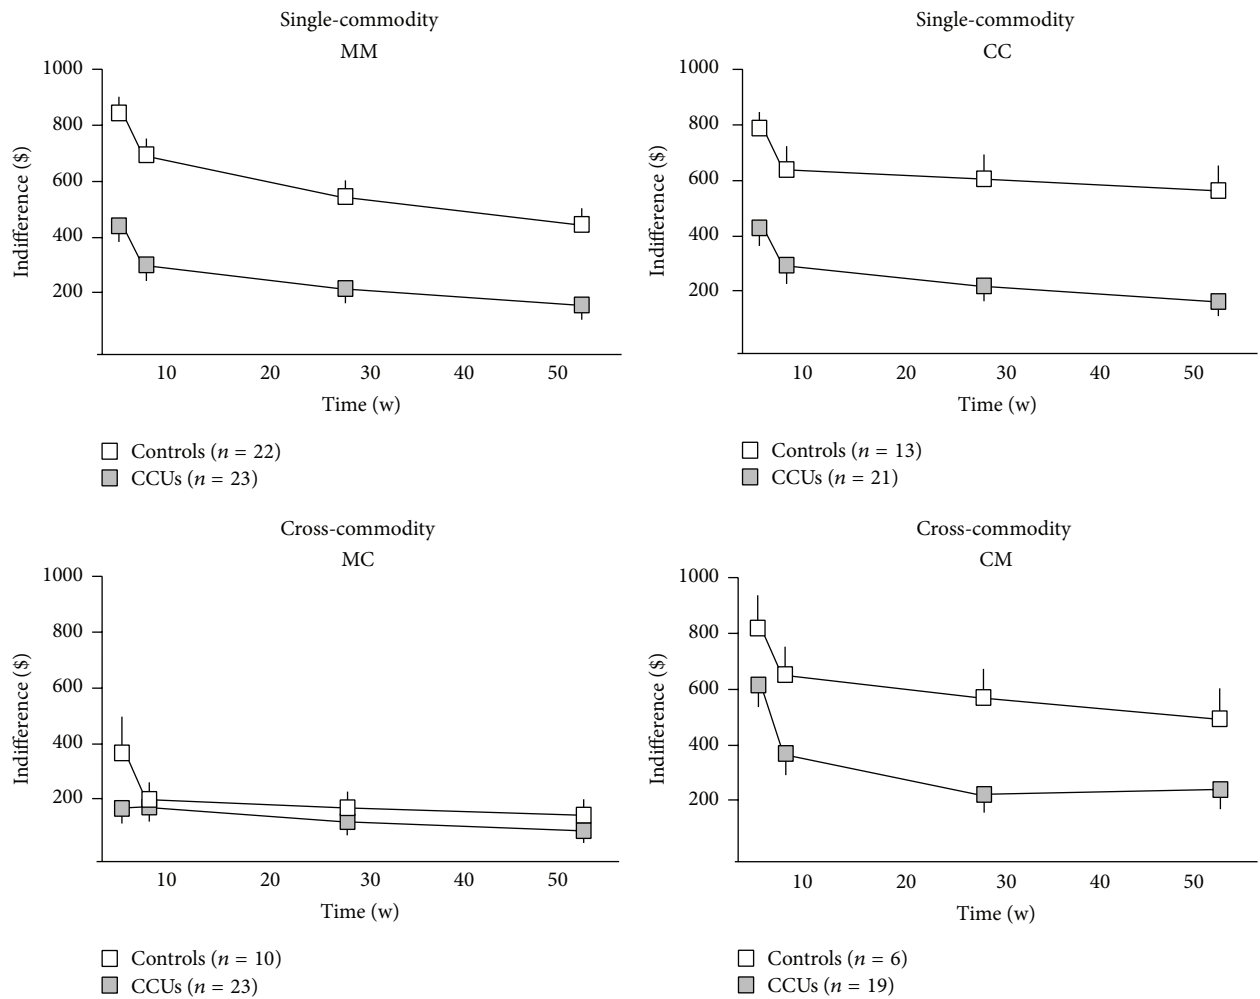 Single-commodity
MM
1000
800
600
400
200
Indifference ($)
10 20 30 40 50
Time (w)
Controls (n = 22)
CCUs (n = 23)
Single-commodity
CC
1000
800
600
400
200
Indifference ($)
10 20 30 40 50
Time (w)
Controls (n = 13)
CCUs (n = 21)
Cross-commodity
MC
1000
800
600
400
200
Indifference ($)
10 20 30 40 50
Time (w)
Controls (n = 10)
CCUs (n = 23)
Cross-commodity
CM
1000
800
600
400
200
Indifference ($)
10 20 30 40 50
Time (w)
Controls (n = 6)
CCUs (n = 19)